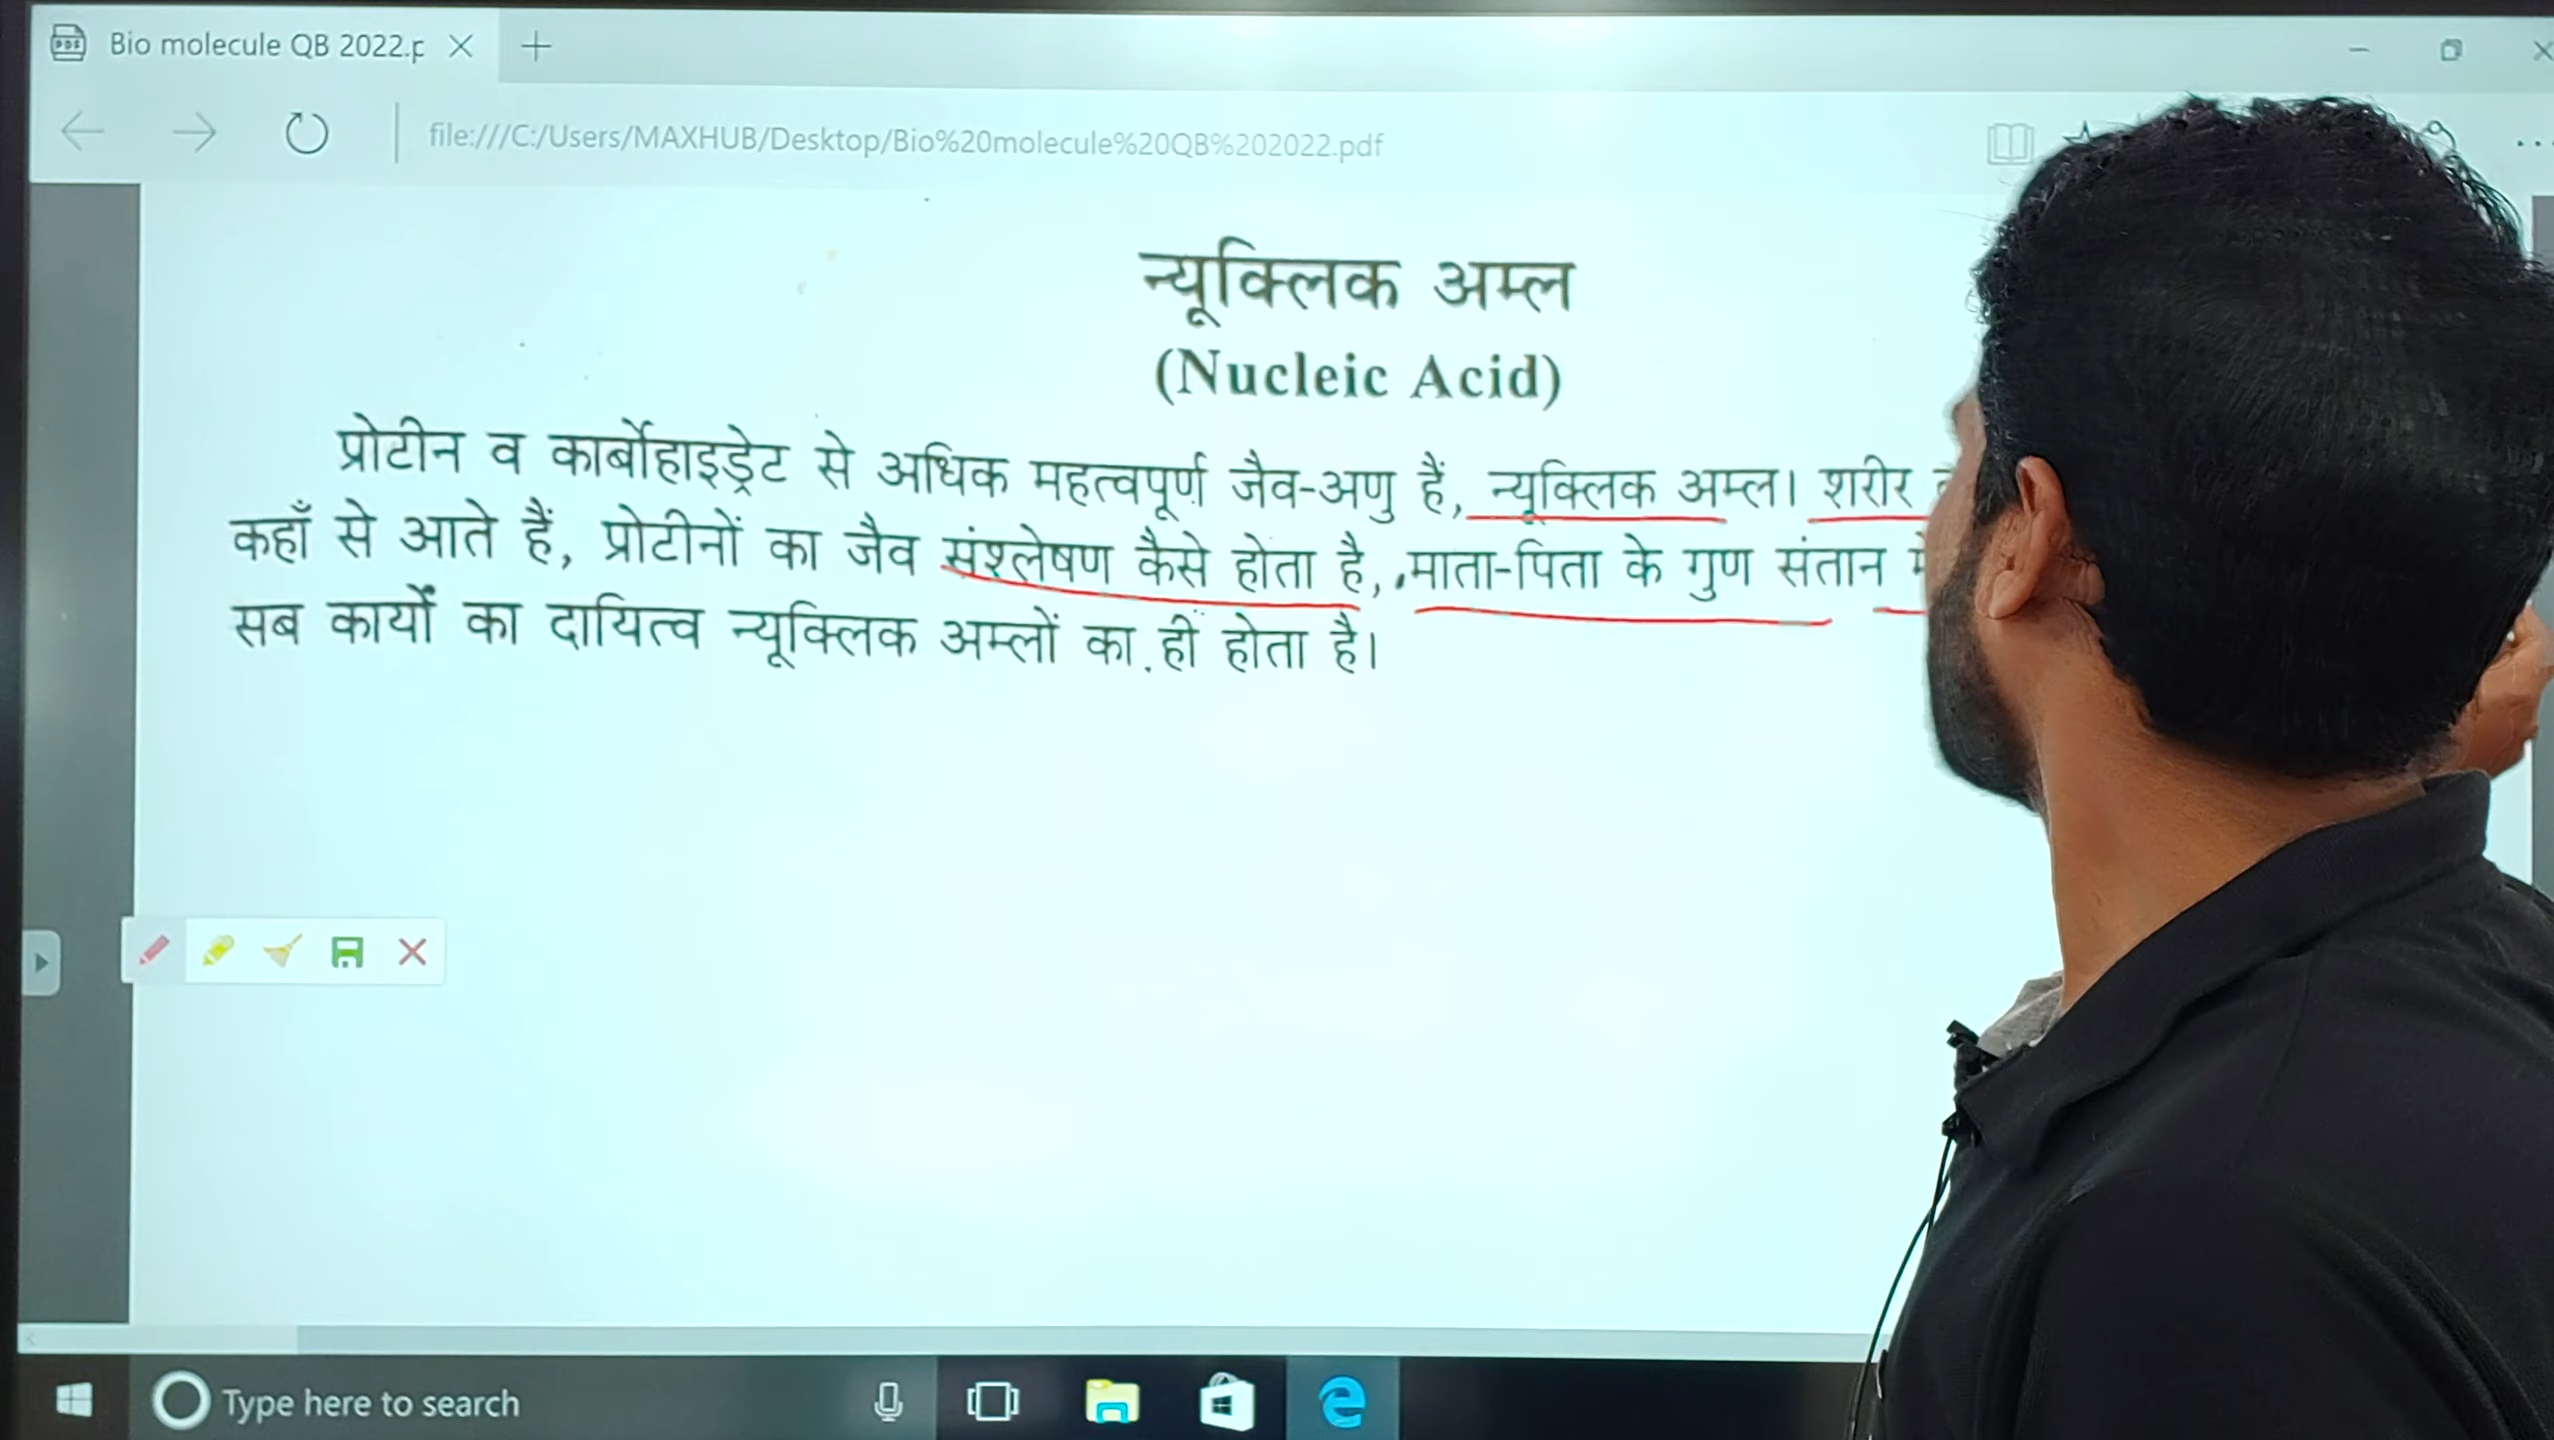 Bio molecule QB 2022.p
file:///C:/Users/MAXHUB/Desktop/Bio%20molecule%20QB%202022.pdf
न्यूक्लिक अम्ल
(Nucleic Acid)
प्रोटीन व कार्बोहाइड्रेट से अधिक महत्वपूर्ण जैव-अणु हैं, न्यूक्लिक अम्ल। शरीर
कहाँ से आते हैं, प्रोटीनों का जैव संश्लेषण कैसे होता है, माता-पिता के गुण संतान
सब कार्यों का दायित्व न्यूक्लिक अम्लों का ही होता है।
Type here to search